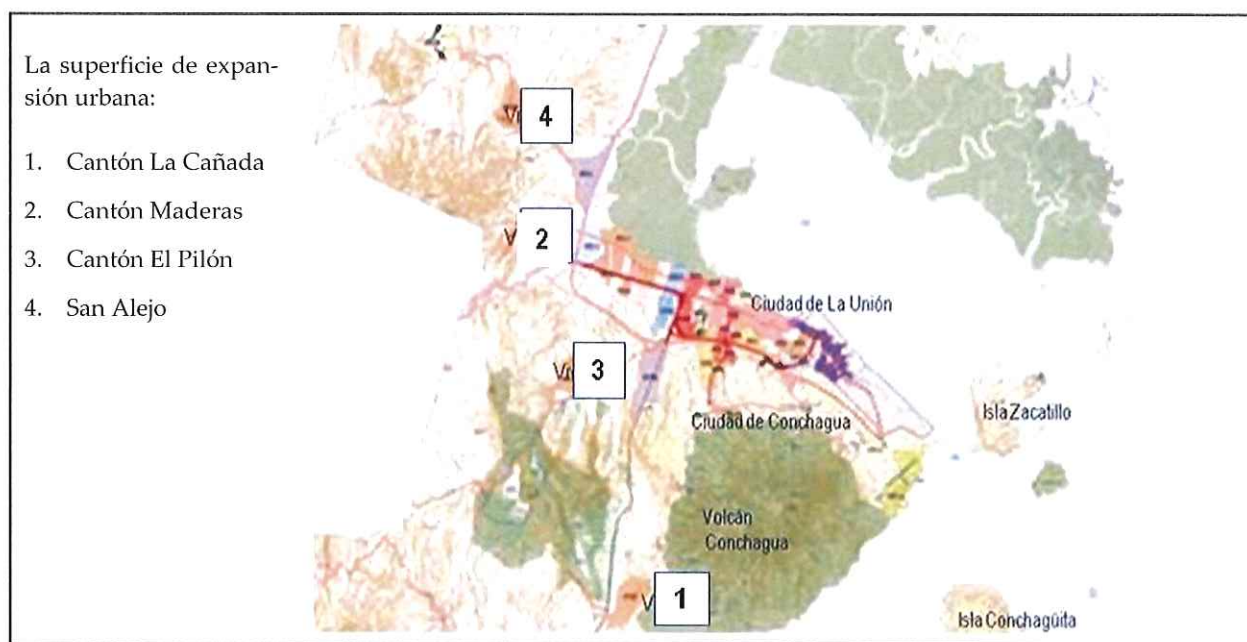 La superficie de expan-
sión urbana:
1. Cantón La Cañada
2. Cantón Maderas
3. Cantón El Pilón
4. San Alejo
4
2
Ciudad de La Unión
3
Ciudad de Conchagua
Isla Zacatillo
Volcán
Conchagua
1
Isla Conchagüita